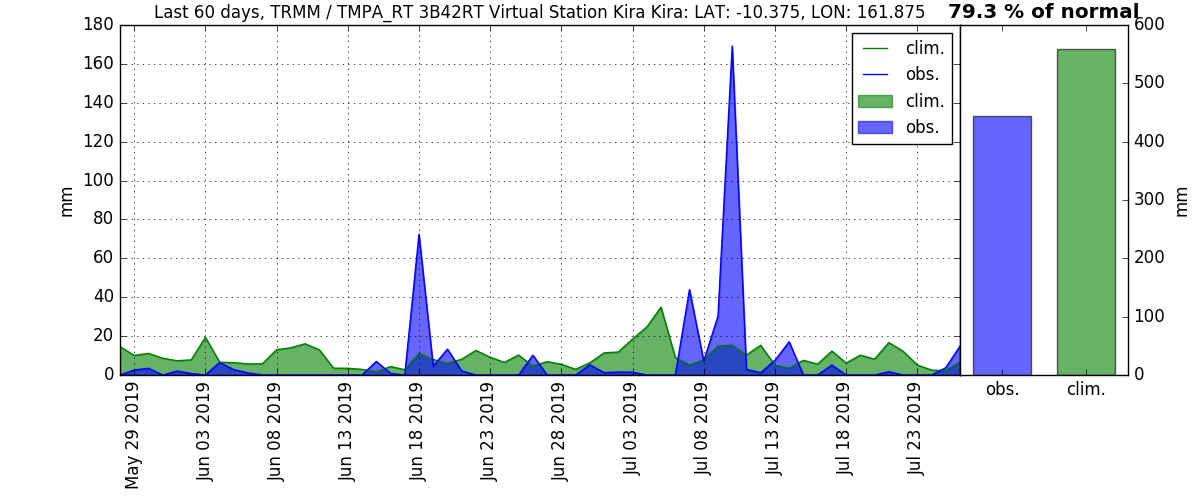 Last 60 days, TRMM / TMPA_RT 3B42RT Virtual Station Kira Kira: LAT: -10.375, LON: 161.875
79.3 % of normal
180
160
140
120
100
80
60
40
20
0
mm
clim.
obs.
clim.
obs.
600
500
400
300
200
100
0
mm
obs.
clim.
May 29 2019
Jun 03 2019
Jun 08 2019
Jun 13 2019
Jun 18 2019
Jun 23 2019
Jun 28 2019
Jul 03 2019
Jul 08 2019
Jul 13 2019
Jul 18 2019
Jul 23 2019